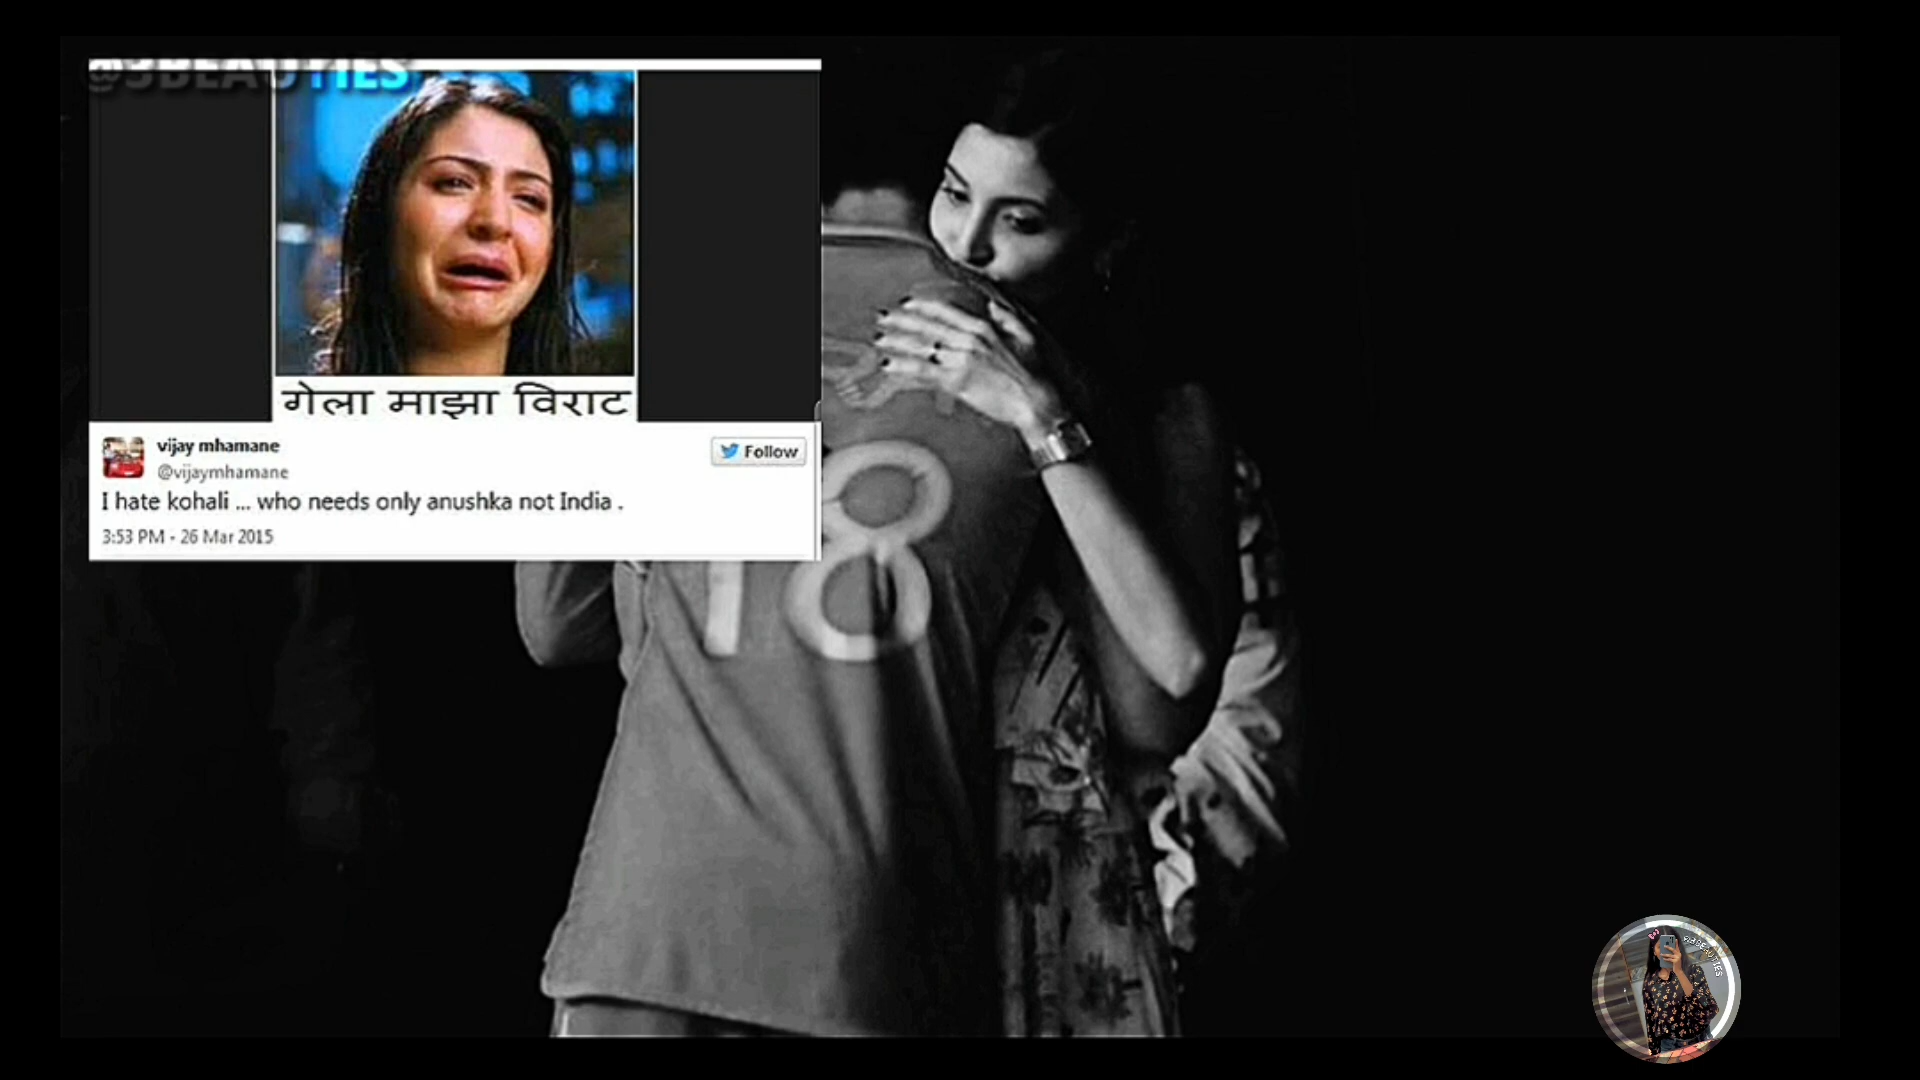 @3BEAUTIES
गेला माझा विराट
vijay mhamane
Follow
@vijaymhamane
I hate kohali ... who needs only anushka not India .
3:53 PM - 26 Mar 2015
18
@3BEAUTIES